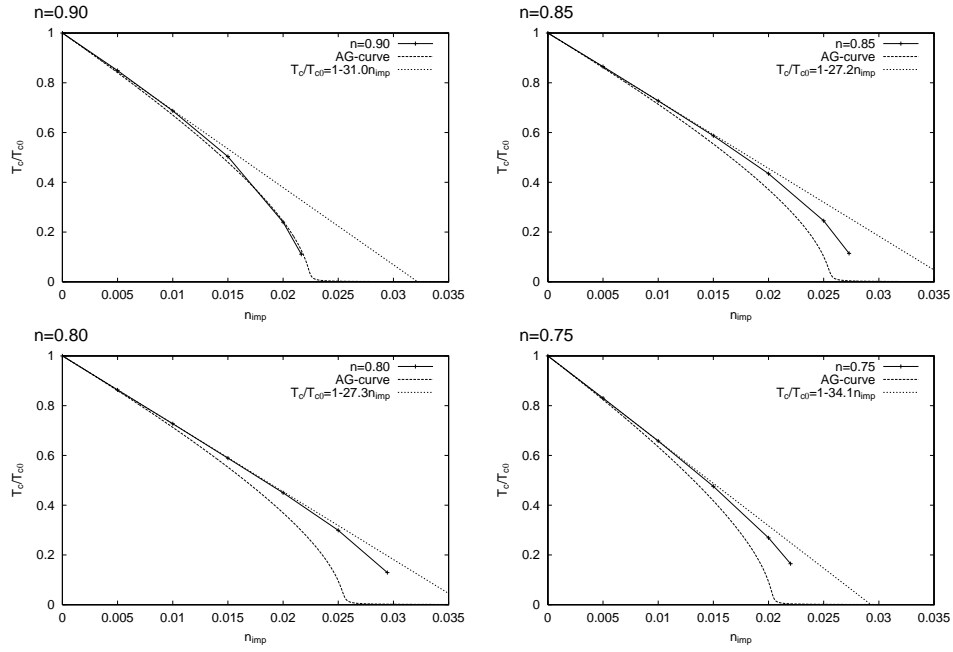 n=0.90
n=0.90
AG-curve
T_c/T_c0=1-31.0n_imp
1
0.8
0.6
0.4
0.2
0
T_c/T_c0
0 0.005 0.01 0.015 0.02 0.025 0.03 0.035
n_imp
n=0.85
n=0.85
AG-curve
T_c/T_c0=1-27.2n_imp
1
0.8
0.6
0.4
0.2
0
T_c/T_c0
0 0.005 0.01 0.015 0.02 0.025 0.03 0.035
n_imp
n=0.80
n=0.80
AG-curve
T_c/T_c0=1-27.3n_imp
1
0.8
0.6
0.4
0.2
0
T_c/T_c0
0 0.005 0.01 0.015 0.02 0.025 0.03 0.035
n_imp
n=0.75
n=0.75
AG-curve
T_c/T_c0=1-34.1n_imp
1
0.8
0.6
0.4
0.2
0
T_c/T_c0
0 0.005 0.01 0.015 0.02 0.025 0.03 0.035
n_imp